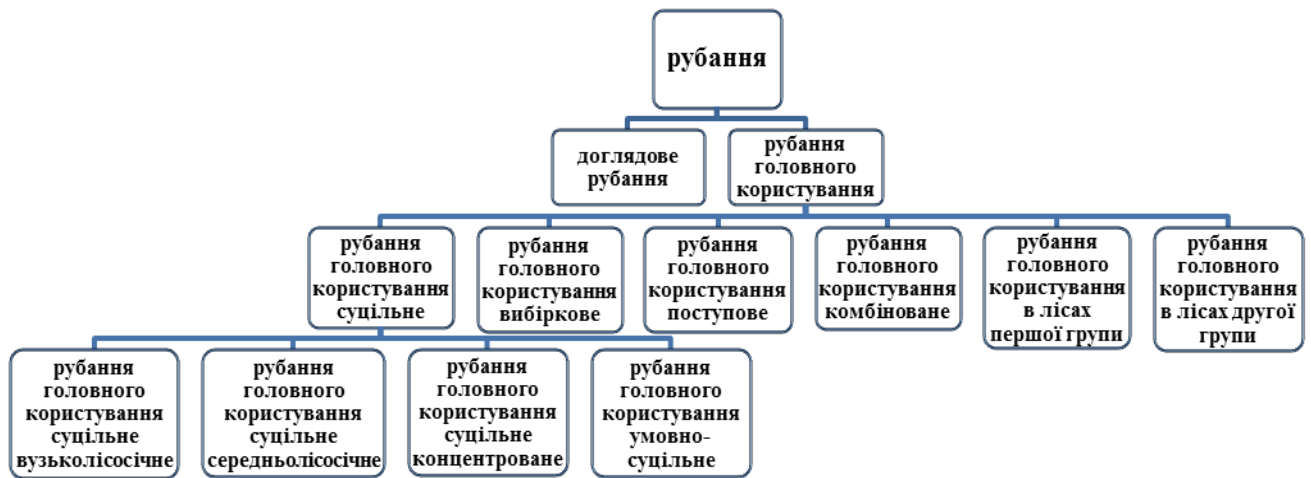 рубання
доглядове
рубання
рубання
головного
користування
рубання
головного
користування
суцільне
рубання
головного
користування
вибіркове
рубання
головного
користування
поступове
рубання
головного
користування
комбіноване
рубання
головного
користування
в лісах
першої групи
рубання
головного
користування
в лісах другої
групи
рубання
головного
користування
суцільне
вузьколісосічне
рубання
головного
користування
суцільне
середньолісосічне
рубання
головного
користування
суцільне
концентроване
рубання
головного
користування
умовно-
суцільне